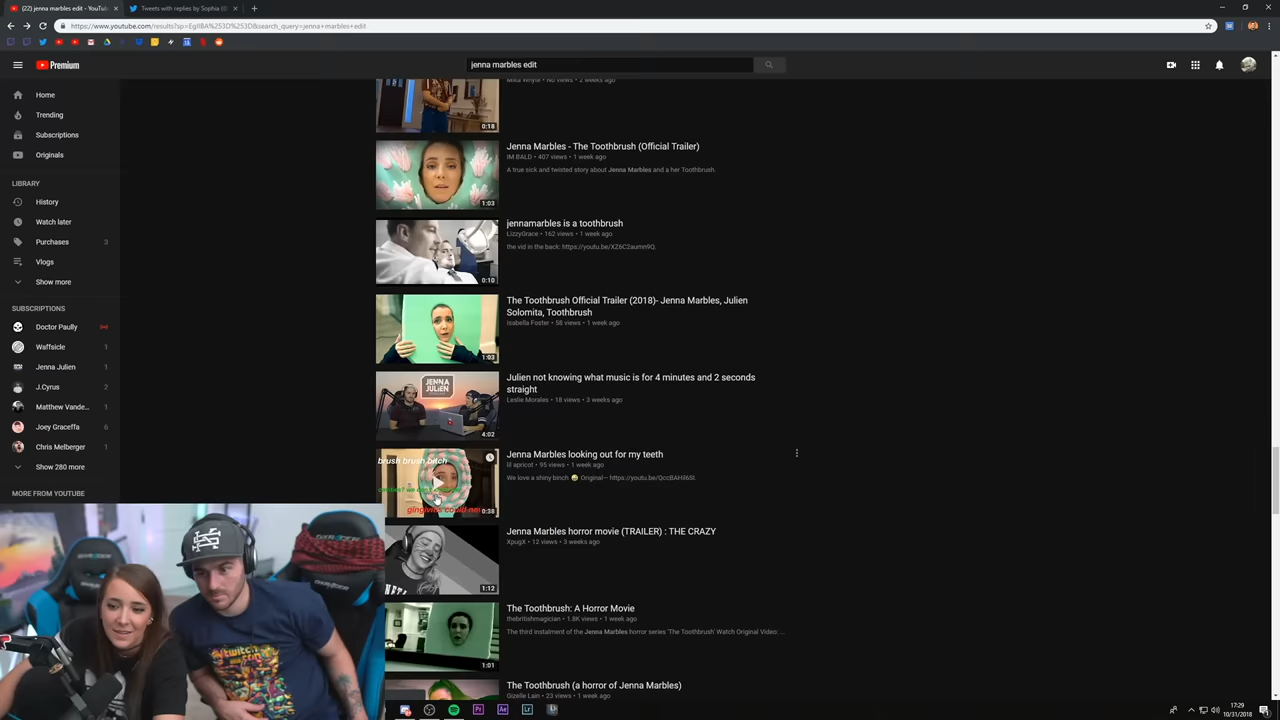 (22) jenna marbles edit - YouTu
Tweets with replies by Sophia (
https://www.youtube.com/results?sp=EgIIBA%253D%253D&search_query=jenna+marbles+edit
Premium
jenna marbles edit
Home
Trending
Subscriptions
Originals
LIBRARY
History
Watch later
Purchases 3
Vlogs
Show more
SUBSCRIPTIONS
Doctor Paully
Waffsicle 1
Jenna Julien 1
J.Cyrus 2
Matthew Vande... 1
Joey Graceffa 6
Chris Melberger 1
Show 280 more
MORE FROM YOUTUBE
No views • 2 weeks ago
0:18
Jenna Marbles - The Toothbrush (Official Trailer)
IM BALD • 407 views • 1 week ago
A true sick and twisted story about Jenna Marbles and a her Toothbrush.
1:03
jennamarbles is a toothbrush
LizzyGrace • 162 views • 1 week ago
the vid in the back: https://youtu.be/XZ6C2aumn9Q.
0:10
The Toothbrush Official Trailer (2018)- Jenna Marbles, Julien
Solomita, Toothbrush
Isabella Foster • 58 views • 1 week ago
1:03
JENNA
JULIEN
Julien not knowing what music is for 4 minutes and 2 seconds
straight
Leslie Morales • 18 views • 3 weeks ago
4:02
brush brush bitch
Jenna Marbles looking out for my teeth
lil apricot • 95 views • 1 week ago
We love a shiny binch 🤪 Original— https://youtu.be/QccBAHil6SI.
0:38
Jenna Marbles horror movie (TRAILER) : THE CRAZY
XpugX • 12 views • 3 weeks ago
1:12
The Toothbrush: A Horror Movie
thebritishmagician • 1.8K views • 1 week ago
The third instalment of the Jenna Marbles horror series 'The Toothbrush' Watch Original Video: ...
1:01
The Toothbrush (a horror of Jenna Marbles)
Gizelle Lain • 23 views • 1 week ago
Pr
Ae
Lr
17:29
10/31/2018